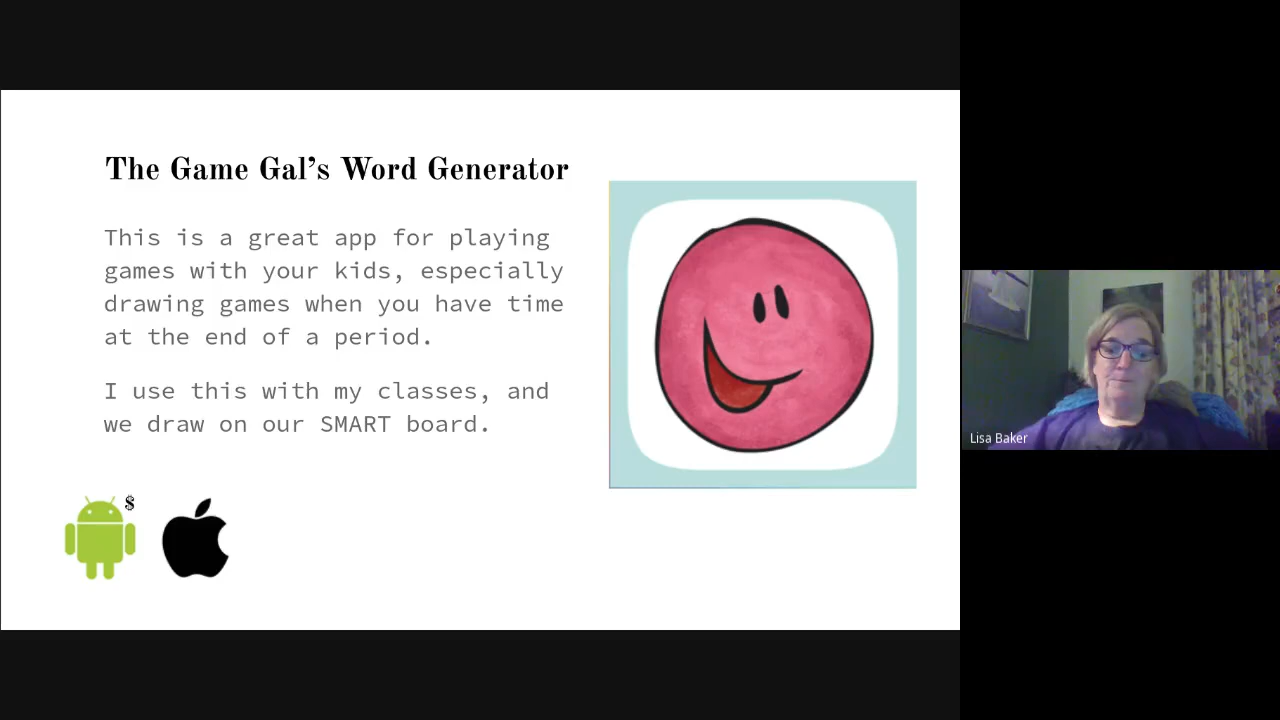 The Game Gal's Word Generator
This is a great app for playing
games with your kids, especially
drawing games when you have time
at the end of a period.
I use this with my classes, and
we draw on our SMART board.
$
Lisa Baker